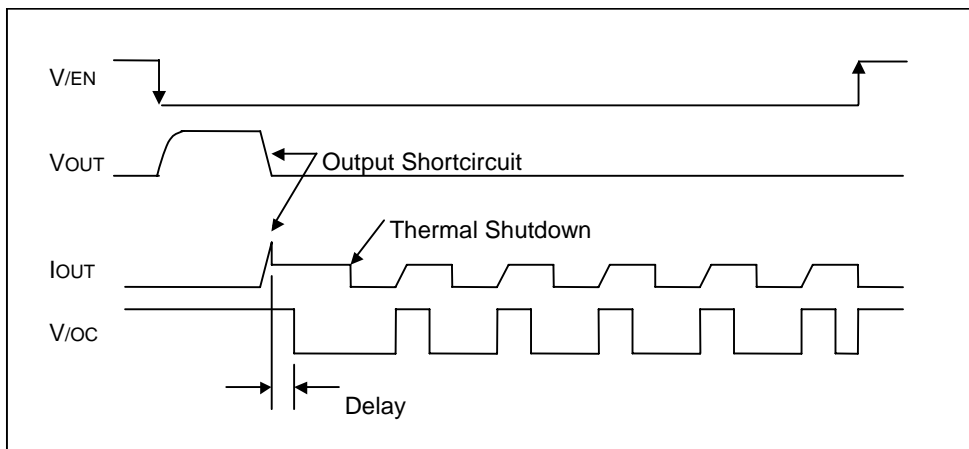 V/EN
VOUT
Output Shortcircuit
Thermal Shutdown
IOUT
V/OC
Delay